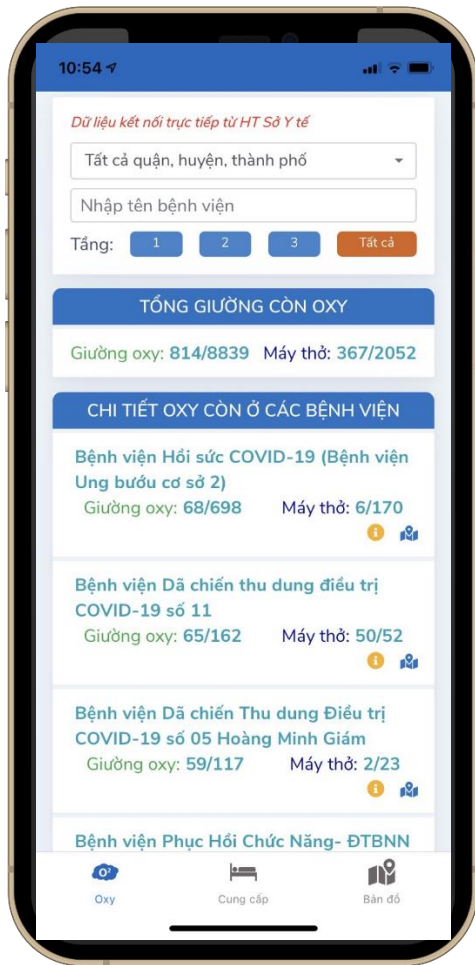 10:54
Dữ liệu kết nối trực tiếp từ HT Sở Y tế
Tất cả quận, huyện, thành phố
Nhập tên bệnh viện
Tầng: 1 2 3 Tất cả
TỔNG GIƯỜNG CÒN OXY
Giường oxy: 814/8839 Máy thở: 367/2052
CHI TIẾT OXY CÒN Ở CÁC BỆNH VIỆN
Bệnh viện Hồi sức COVID-19 (Bệnh viện
Ung bướu cơ sở 2)
Giường oxy: 68/698 Máy thở: 6/170
Bệnh viện Dã chiến thu dung điều trị
COVID-19 số 11
Giường oxy: 65/162 Máy thở: 50/52
Bệnh viện Dã chiến Thu dung Điều trị
COVID-19 số 05 Hoàng Minh Giám
Giường oxy: 59/117 Máy thở: 2/23
Bệnh viện Phục Hồi Chức Năng- ĐTBNN
O²
Oxy Cung cấp Bản đồ